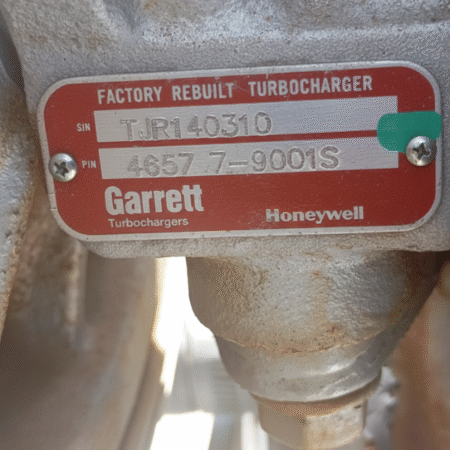 FACTORY REBUILT TURBOCHARGER
S/N TJR140310
P/N 4657 7-9001S
Garrett
Turbochargers
Honeywell